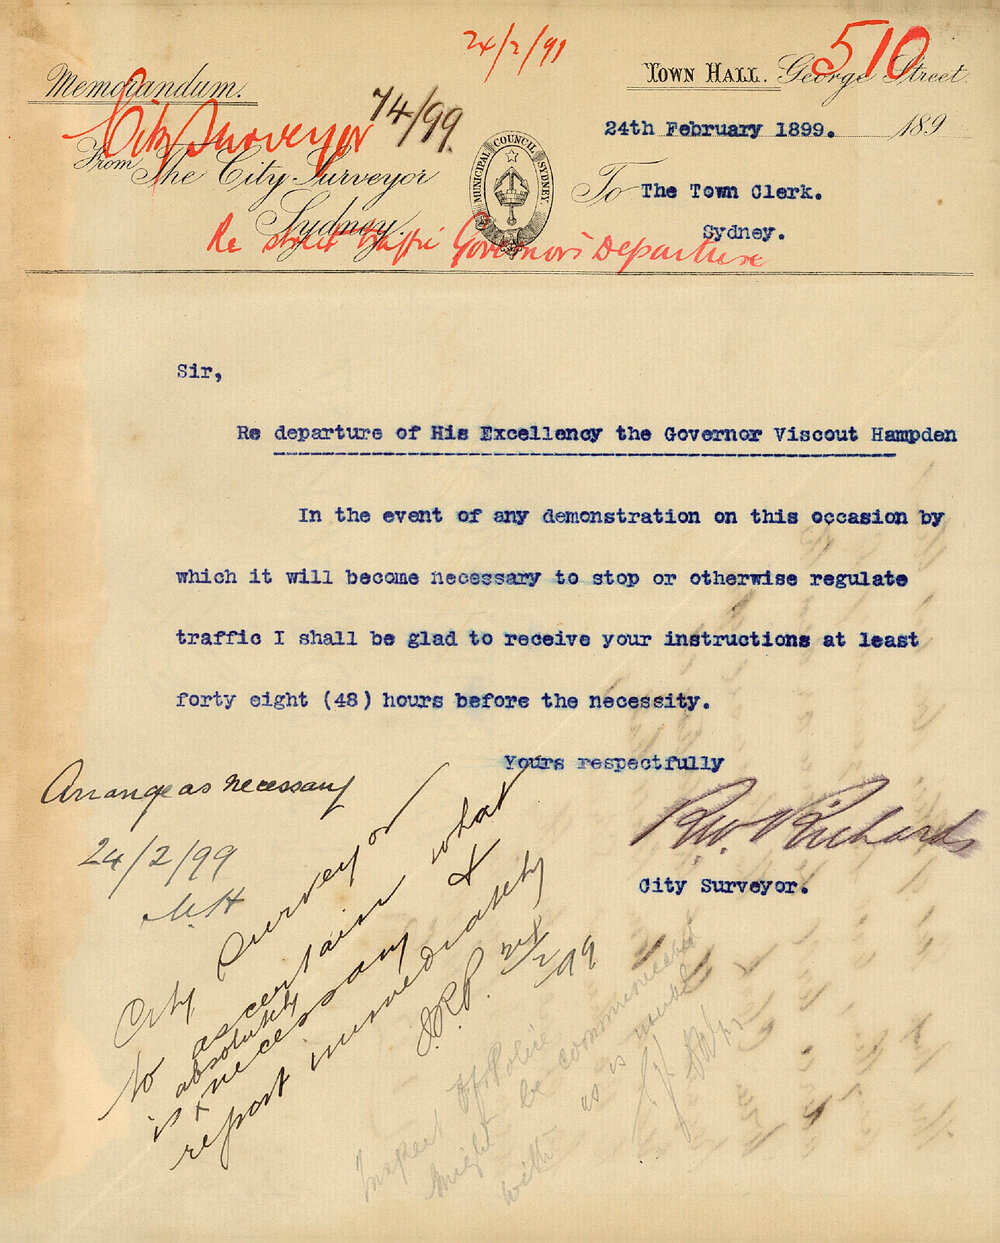 24/2/99
510
Memorandum.
TOWN HALL. George Street.
City Surveyor
74/99.
24th February 1899. 189
From The City Surveyor
Sydney.
MUNICIPAL COUNCIL SYDNEY
To The Town Clerk.
Sydney.
Re street traffic Governor's Departure
Sir,
Re departure of His Excellency the Governor Viscout Hampden
In the event of any demonstration on this occasion by
which it will become necessary to stop or otherwise regulate
traffic I shall be glad to receive your instructions at least
forty eight (48) hours before the necessity.
Yours respectfully
R.W. Richards
City Surveyor.
Arrange as necessary
24/2/99
M.H
City Surveyor
to ascertain what
is absolutely necessary &
report immediately
24/2/99
Inspect of Police
might be communicated
with as is usual